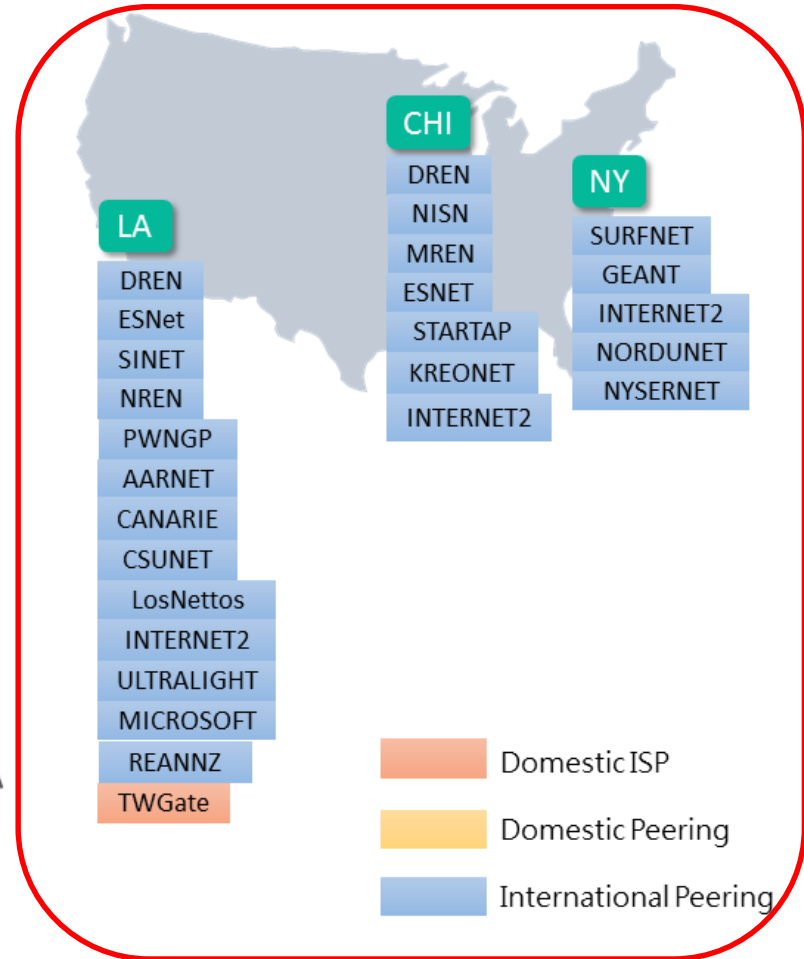 LA
DREN
ESNet
SINET
NREN
PWNGP
AARNET
CANARIE
CSUNET
LosNettos
INTERNET2
ULTRALIGHT
MICROSOFT
REANNZ
TWGate
CHI
DREN
NISN
MREN
ESNET
STARTAP
KREONET
INTERNET2
NY
SURFNET
GEANT
INTERNET2
NORDUNET
NYSERNET
Domestic ISP
Domestic Peering
International Peering